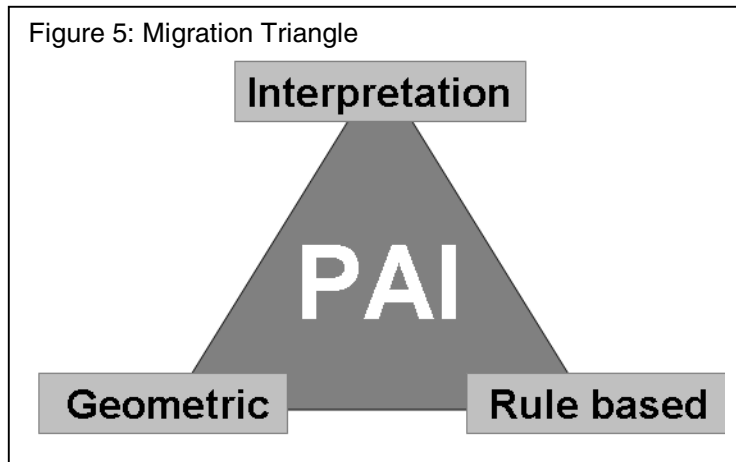 Figure 5: Migration Triangle
Interpretation
PAI
Geometric
Rule based